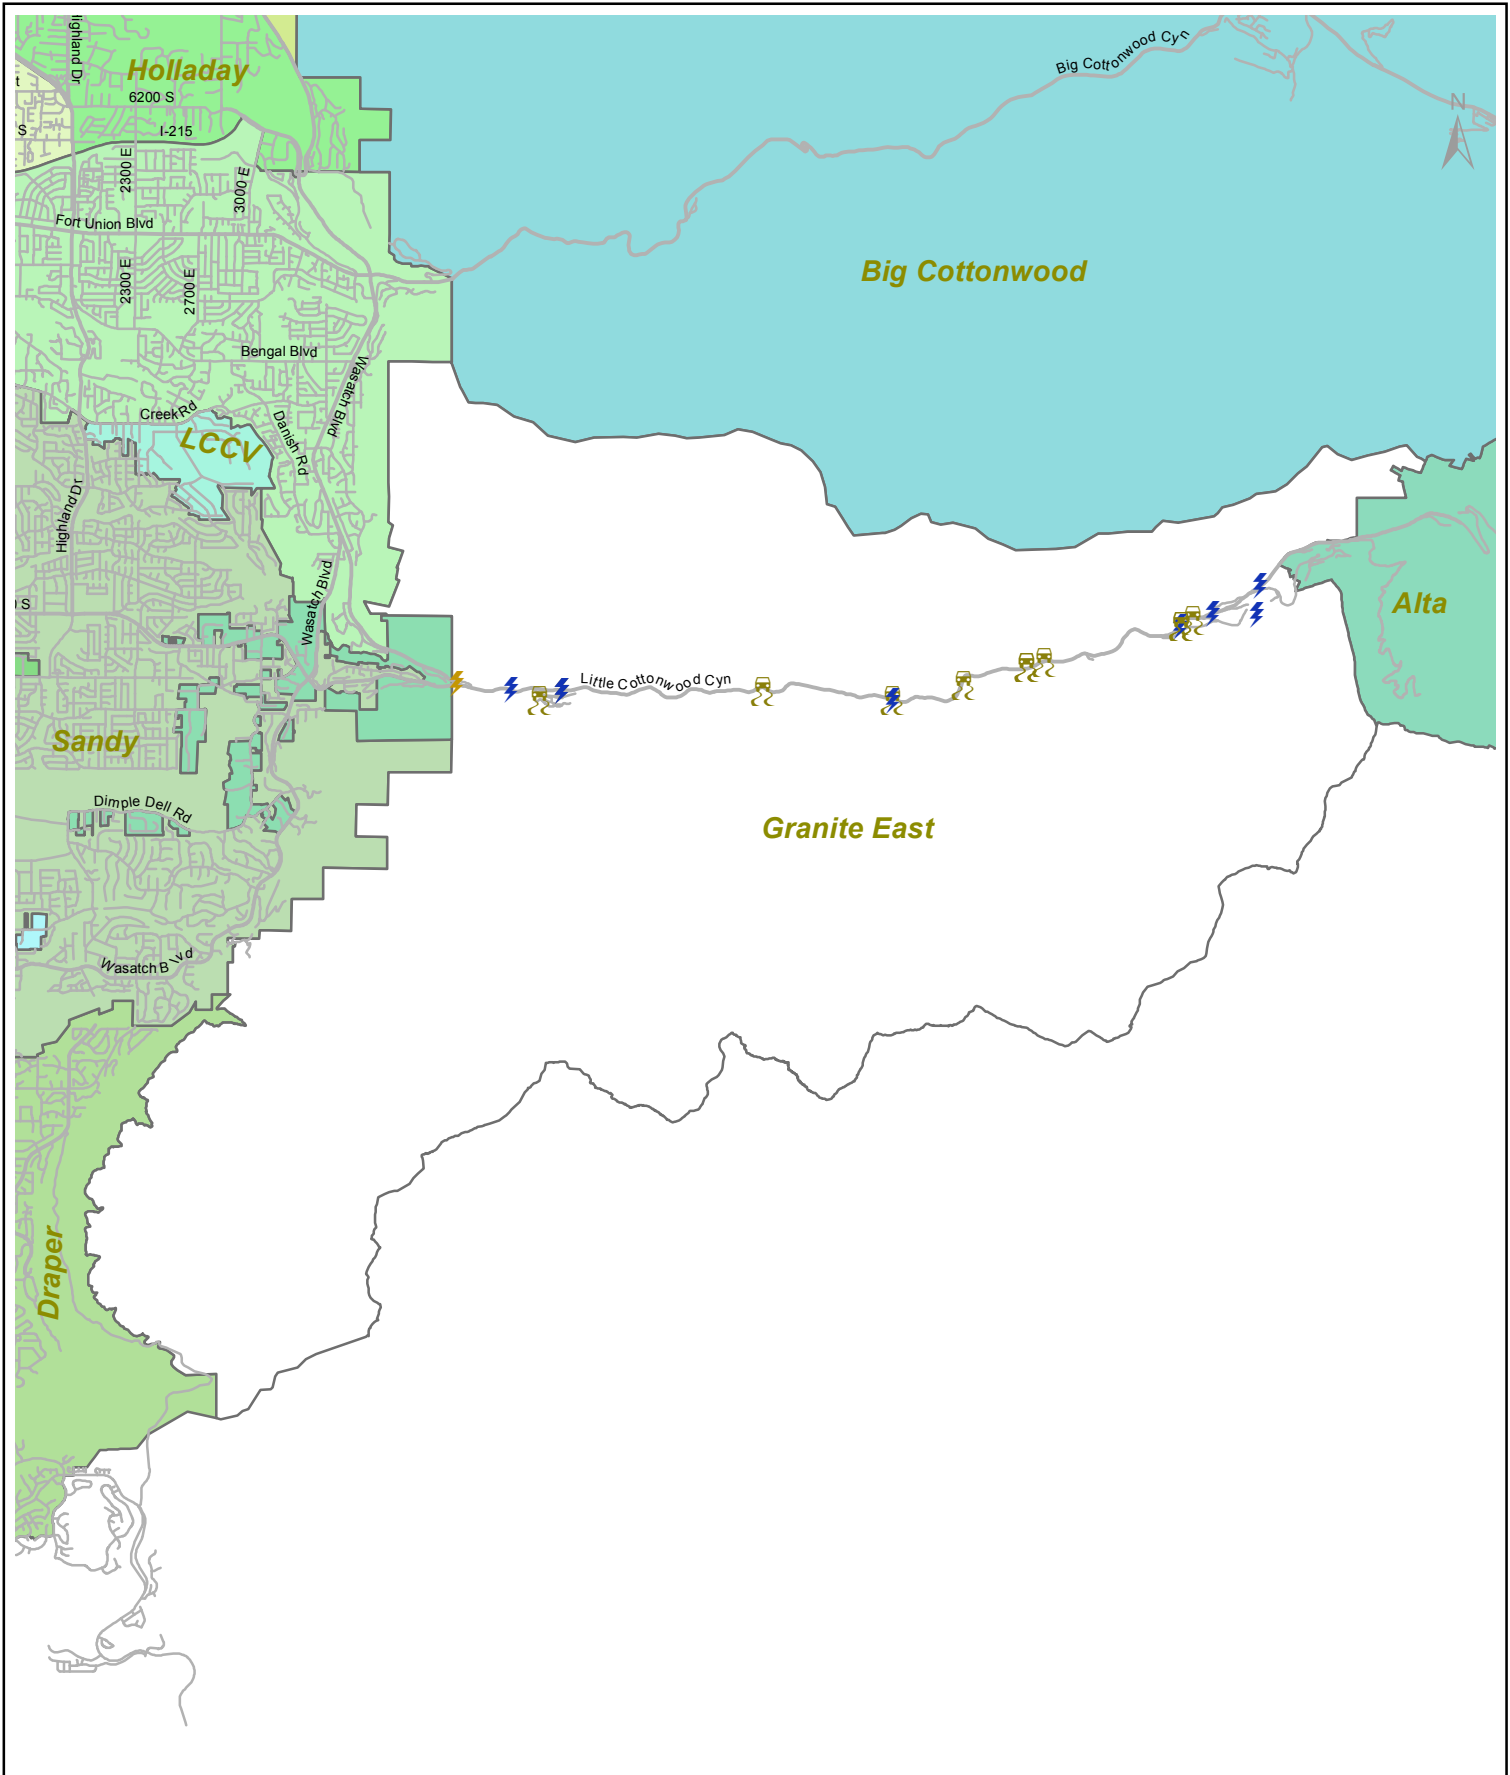 Highland Dr
Holladay
Big Cottonwood Cyn
t
6200 S
N
S
I-215
2300 E
3000 E
Fort Union Blvd
Big Cottonwood
2300 E
2700 E
Bengal Blvd
Wasatch Blvd
Creek Rd
LCCV
Danish Rd
Highland Dr
Wasatch Blvd
S
Alta
Little Cottonwood Cyn
Sandy
Dimple Dell Rd
Granite East
Wasatch Blvd
Draper